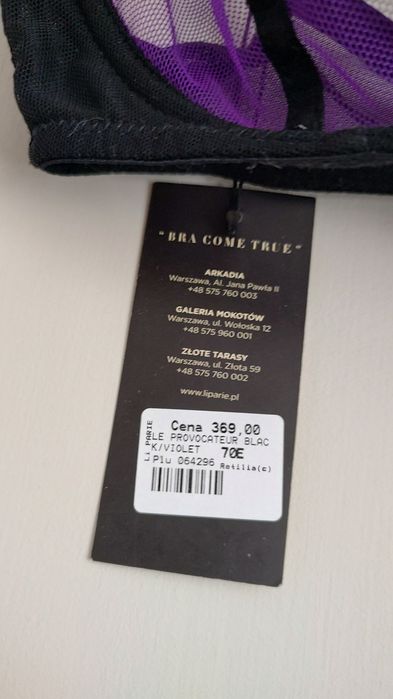 "BRA COME TRUE"
ARKADIA
Warszawa, Al. Jana Pawła II
+48 575 760 003
GALERIA MOKOTÓW
Warszawa, ul. Wołoska 12
+48 575 960 001
ZŁOTE TARASY
Warszawa, ul. Złota 59
+48 575 760 002
www.liparie.pl
LI PARIE
Cena 369,00
LE PROVOCATEUR BLAC
K/VIOLET 70E
Plu 064296 Retilia(c)